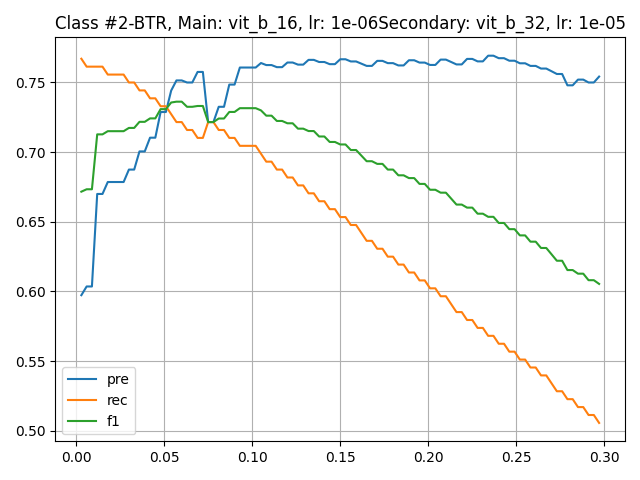 Class #2-BTR, Main: vit_b_16, lr: 1e-06Secondary: vit_b_32, lr: 1e-05
0.75
0.70
0.65
0.60
0.55
0.50
pre
rec
f1
0.00 0.05 0.10 0.15 0.20 0.25 0.30